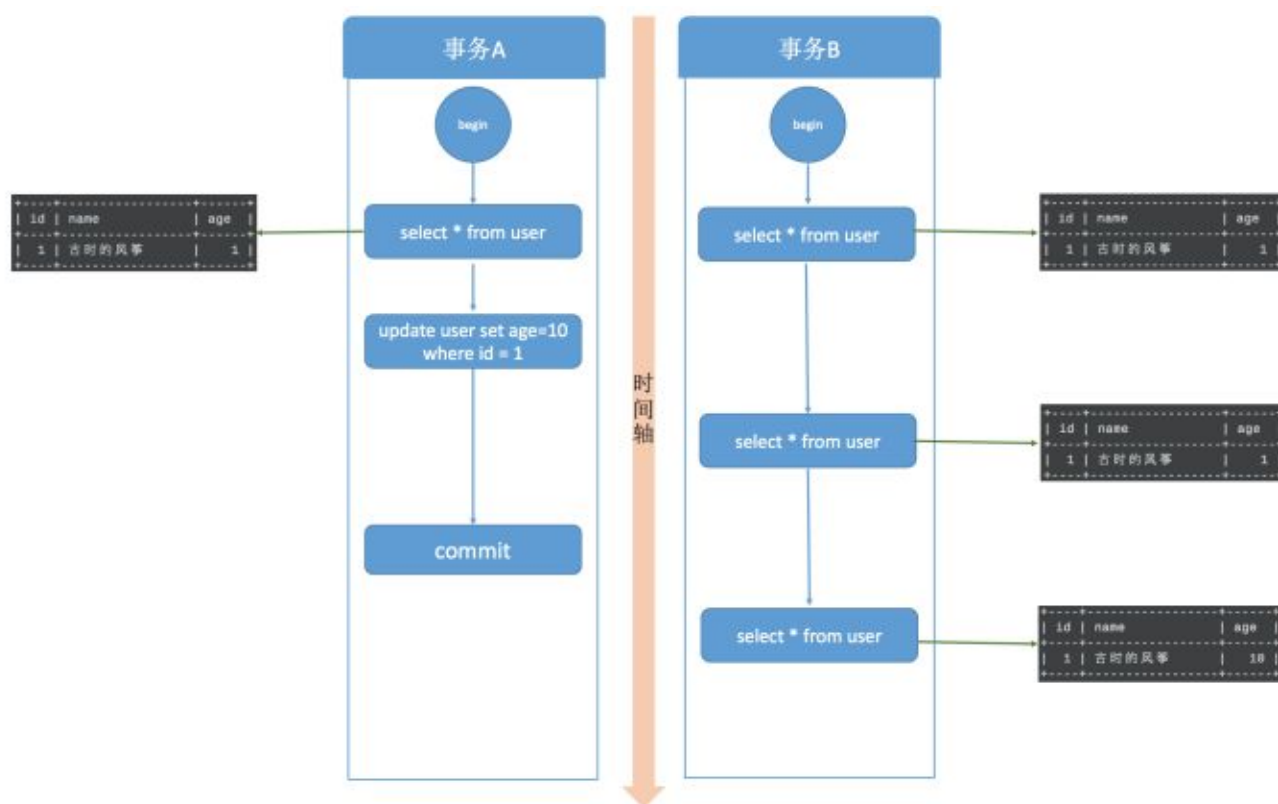 事务A
事务B
begin
begin
+----+-----------------+------+
| id | name | age |
+----+-----------------+------+
| 1 | 古时的风筝 | 1 |
+----+-----------------+------+
select * from user
select * from user
+----+-----------------+------+
| id | name | age |
+----+-----------------+------+
| 1 | 古时的风筝 | 1 |
+----+-----------------+------+
update user set age=10
where id = 1
时
间
轴
select * from user
+----+-----------------+------+
| id | name | age |
+----+-----------------+------+
| 1 | 古时的风筝 | 1 |
+----+-----------------+------+
commit
select * from user
+----+-----------------+------+
| id | name | age |
+----+-----------------+------+
| 1 | 古时的风筝 | 10 |
+----+-----------------+------+